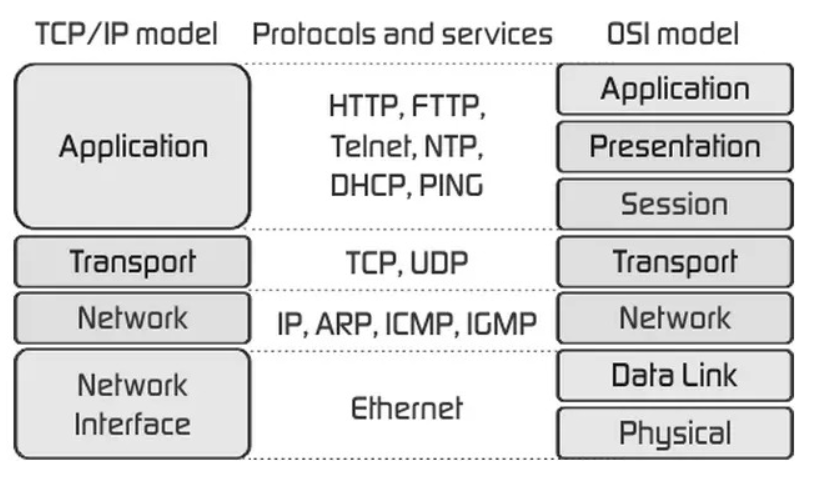 TCP/IP model
Protocols and services
OSI model
Application
HTTP, FTTP,
Telnet, NTP,
DHCP, PING
Application
Presentation
Session
Transport
TCP, UDP
Transport
Network
IP, ARP, ICMP, IGMP
Network
Network
Interface
Ethernet
Data Link
Physical